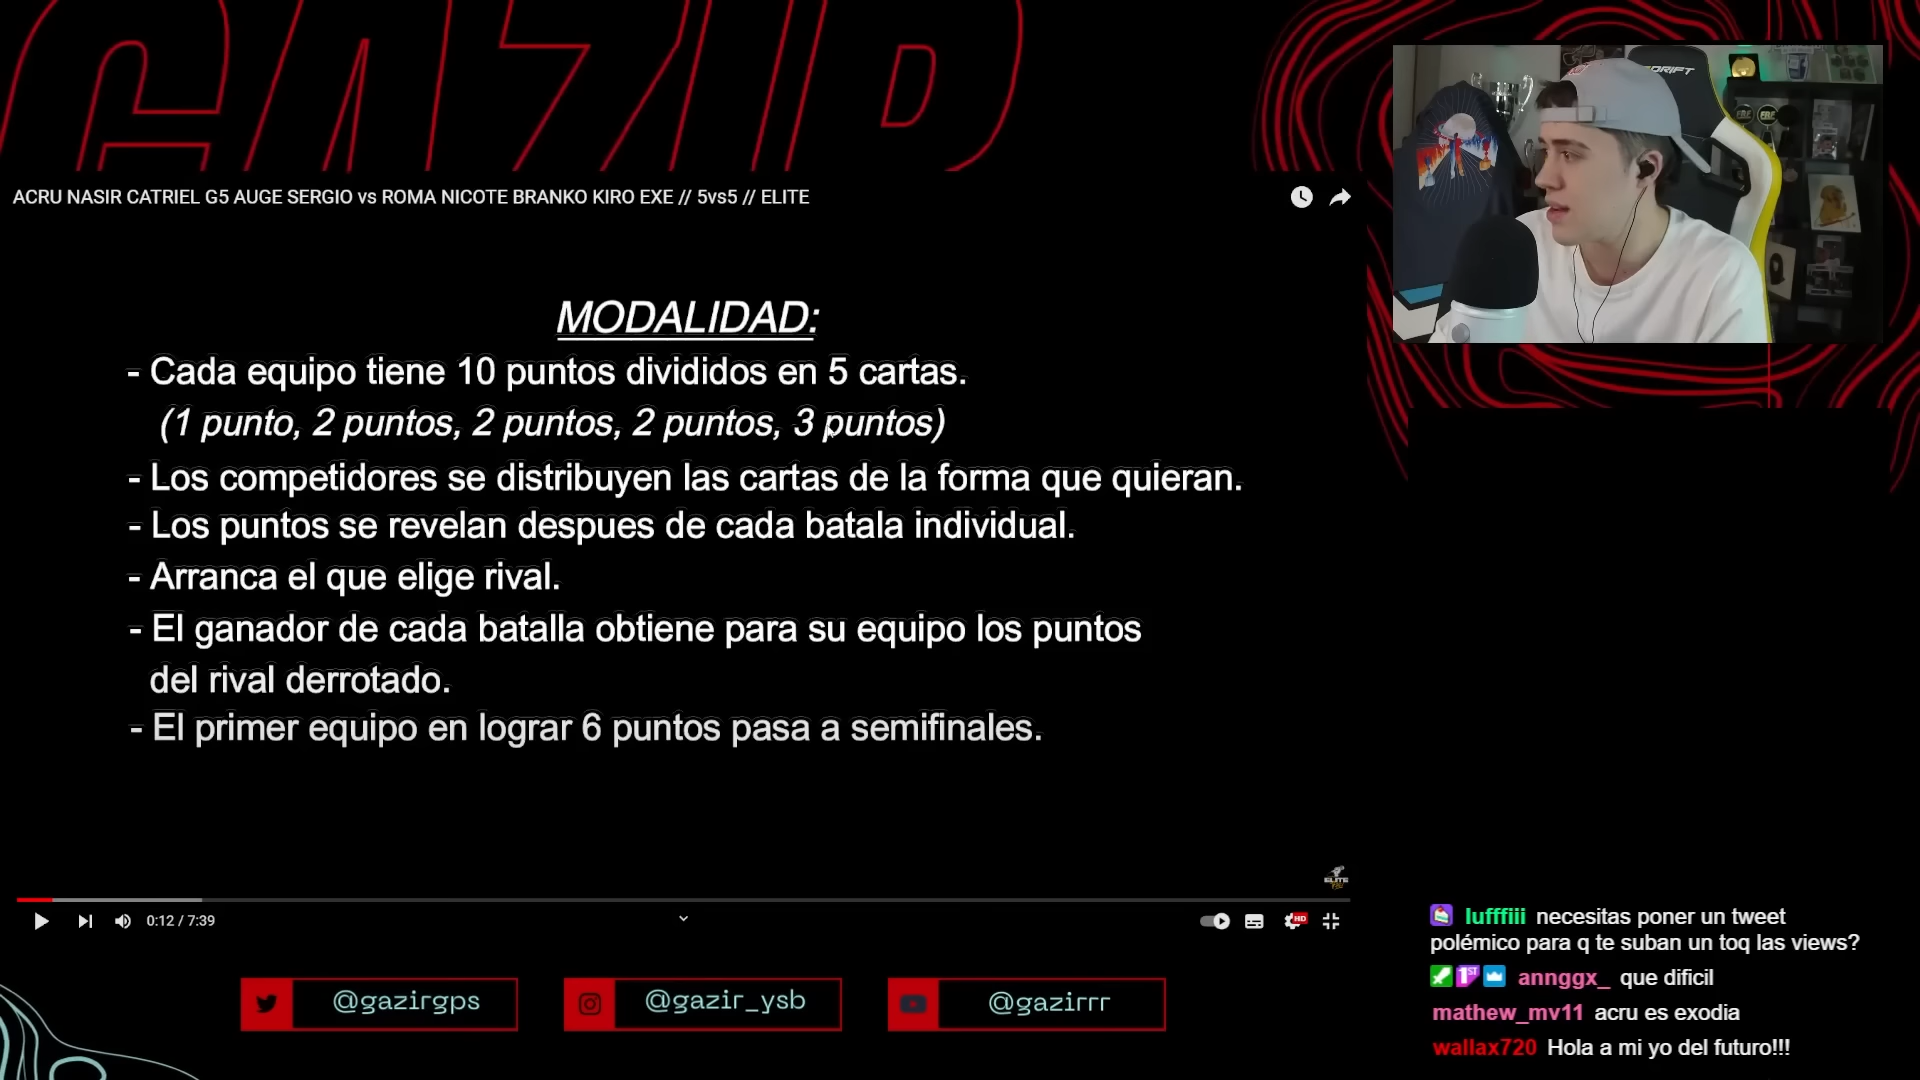 GAZIR
ACRU NASIR CATRIEL G5 AUGE SERGIO vs ROMA NICOTE BRANKO KIRO EXE // 5vs5 // ELITE
DRIFT
MODALIDAD:
- Cada equipo tiene 10 puntos divididos en 5 cartas.
(1 punto, 2 puntos, 2 puntos, 2 puntos, 3 puntos)
- Los competidores se distribuyen las cartas de la forma que quieran.
- Los puntos se revelan despues de cada batala individual.
- Arranca el que elige rival.
- El ganador de cada batalla obtiene para su equipo los puntos
del rival derrotado.
- El primer equipo en lograr 6 puntos pasa a semifinales.
ELITE
0:12 / 7:39
HD
@gazirgps
@gazir_ysb
@gazirrr
lufffiii necesitas poner un tweet
polémico para q te suban un toq las views?
1ST annggx_ que dificil
mathew_mv11 acru es exodia
wallax720 Hola a mi yo del futuro!!!